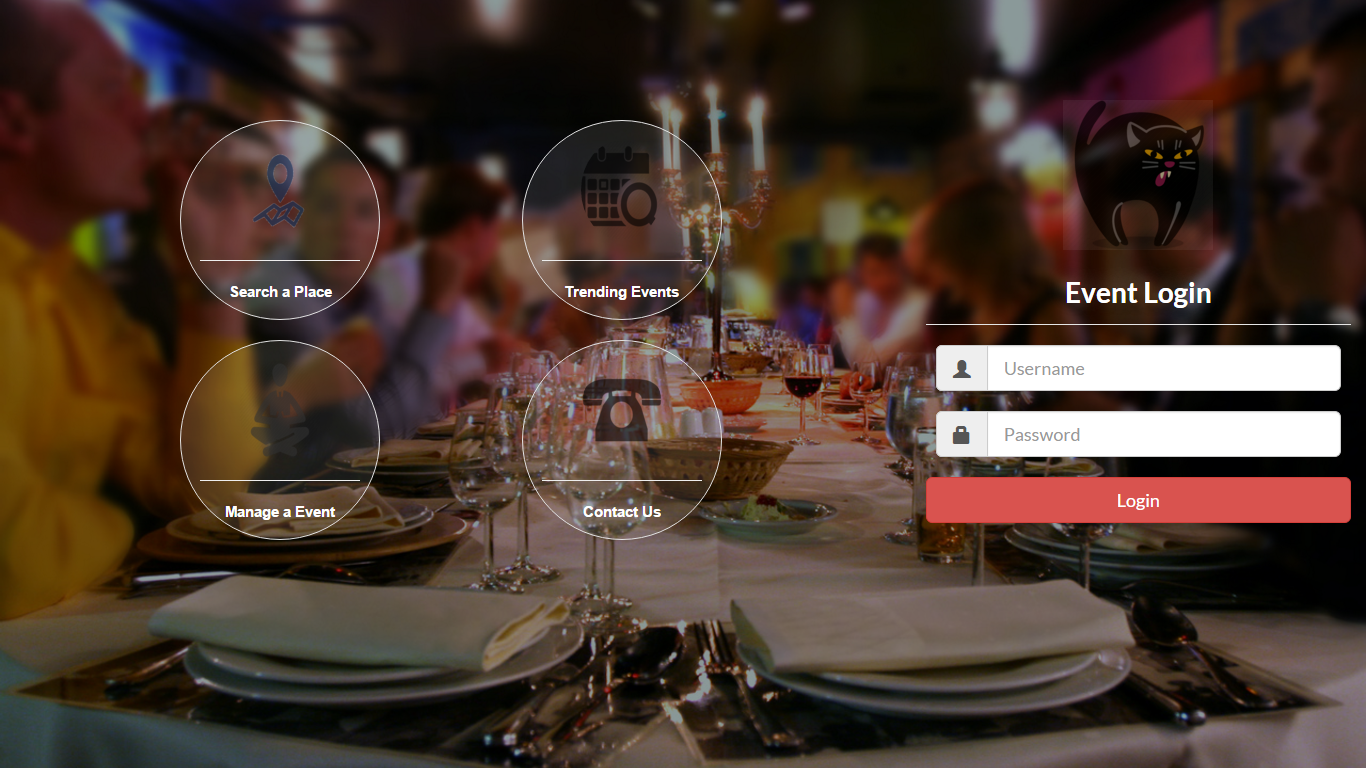 Search a Place
Trending Events
Manage a Event
Contact Us
Event Login
Username
Password
Login